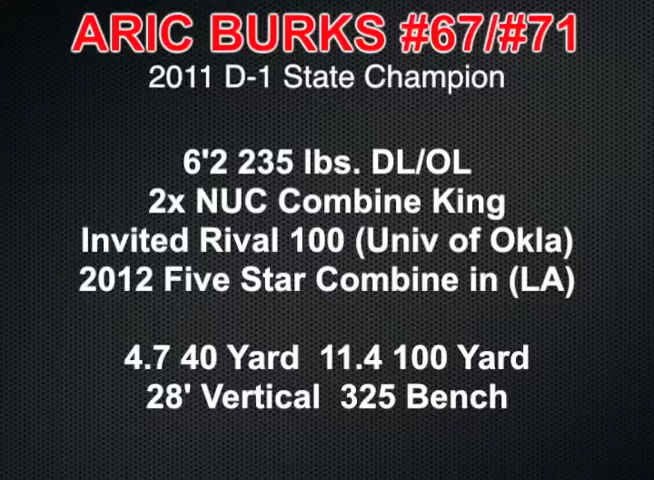 ARIC BURKS #67/#71
2011 D-1 State Champion
6'2 235 lbs. DL/OL
2x NUC Combine King
Invited Rival 100 (Univ of Okla)
2012 Five Star Combine in (LA)
4.7 40 Yard  11.4 100 Yard
28' Vertical  325 Bench